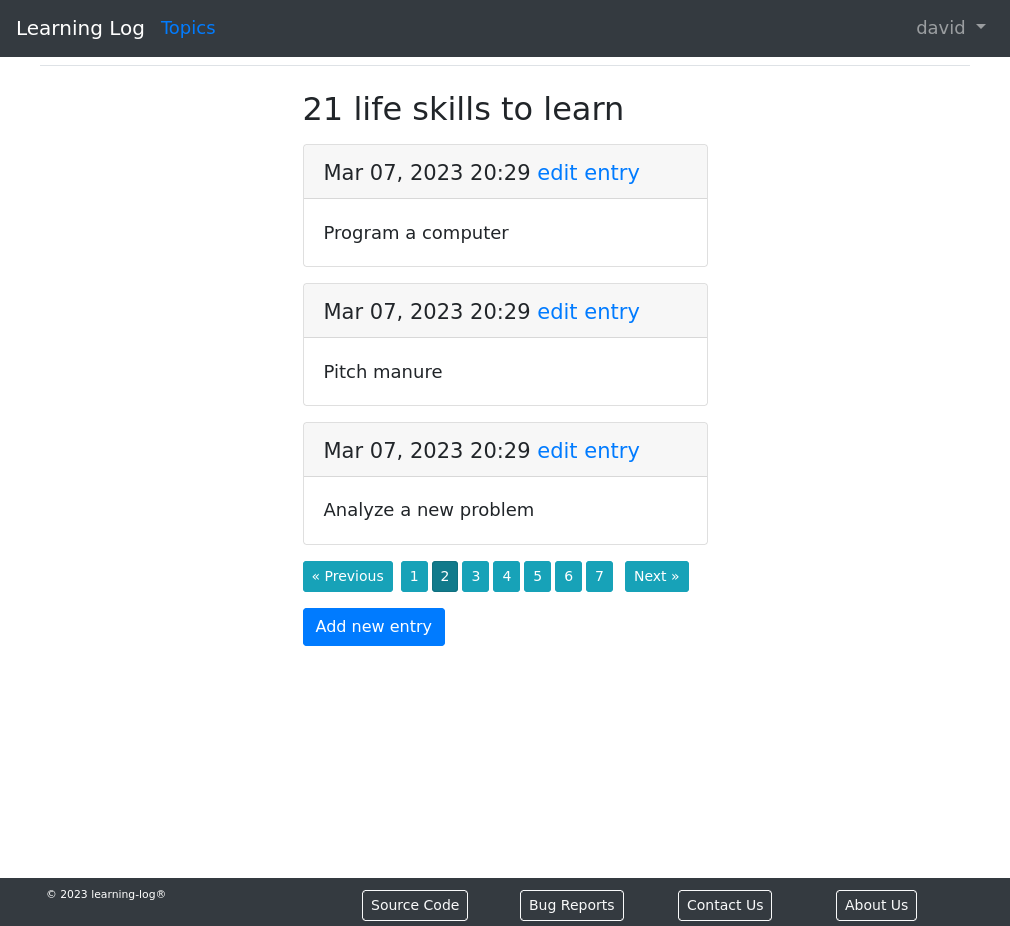 Learning Log Topics david
21 life skills to learn
Mar 07, 2023 20:29 edit entry
Program a computer
Mar 07, 2023 20:29 edit entry
Pitch manure
Mar 07, 2023 20:29 edit entry
Analyze a new problem
« Previous 1 2 3 4 5 6 7 Next »
Add new entry
© 2023 learning-log® Source Code Bug Reports Contact Us About Us